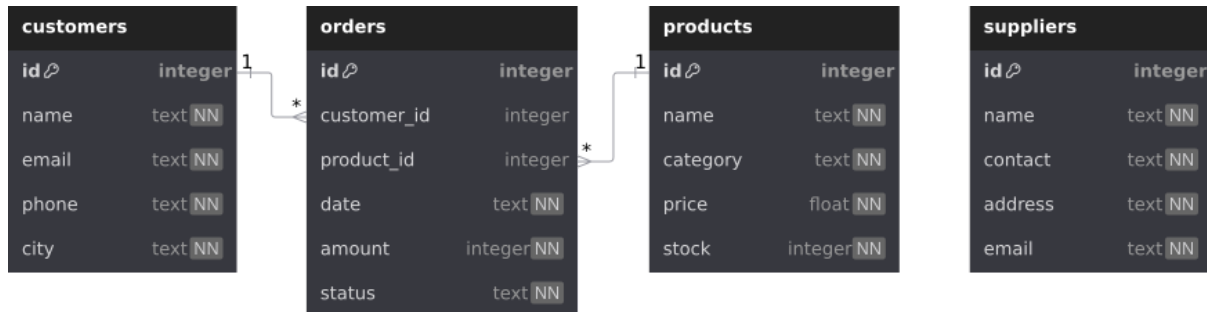 customers
id integer
name text NN
email text NN
phone text NN
city text NN
1
*
orders
id integer
customer_id integer
product_id integer
date text NN
amount integer NN
status text NN
*
1
products
id integer
name text NN
category text NN
price float NN
stock integer NN
suppliers
id integer
name text NN
contact text NN
address text NN
email text NN